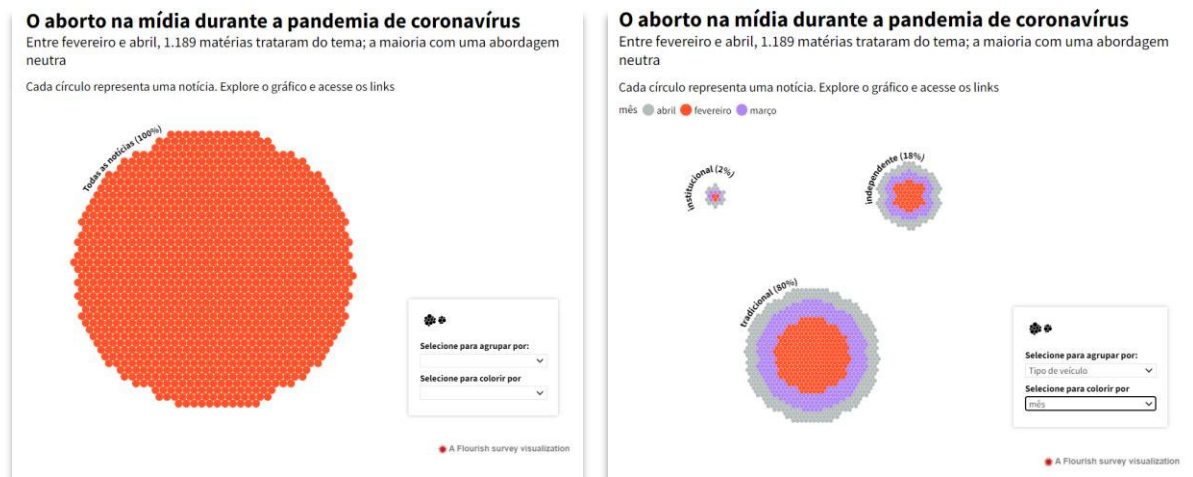 O aborto na mídia durante a pandemia de coronavírus
Entre fevereiro e abril, 1.189 matérias trataram do tema; a maioria com uma abordagem
neutra
Cada círculo representa uma notícia. Explore o gráfico e acesse os links
Todas as notícias (100%)
Selecione para agrupar por:
Selecione para colorir por
A Flourish survey visualization
O aborto na mídia durante a pandemia de coronavírus
Entre fevereiro e abril, 1.189 matérias trataram do tema; a maioria com uma abordagem
neutra
Cada círculo representa uma notícia. Explore o gráfico e acesse os links
mês abril fevereiro março
institucional (2%)
independente (18%)
tradicional (80%)
Selecione para agrupar por:
Tipo de veículo
Selecione para colorir por
mês
A Flourish survey visualization